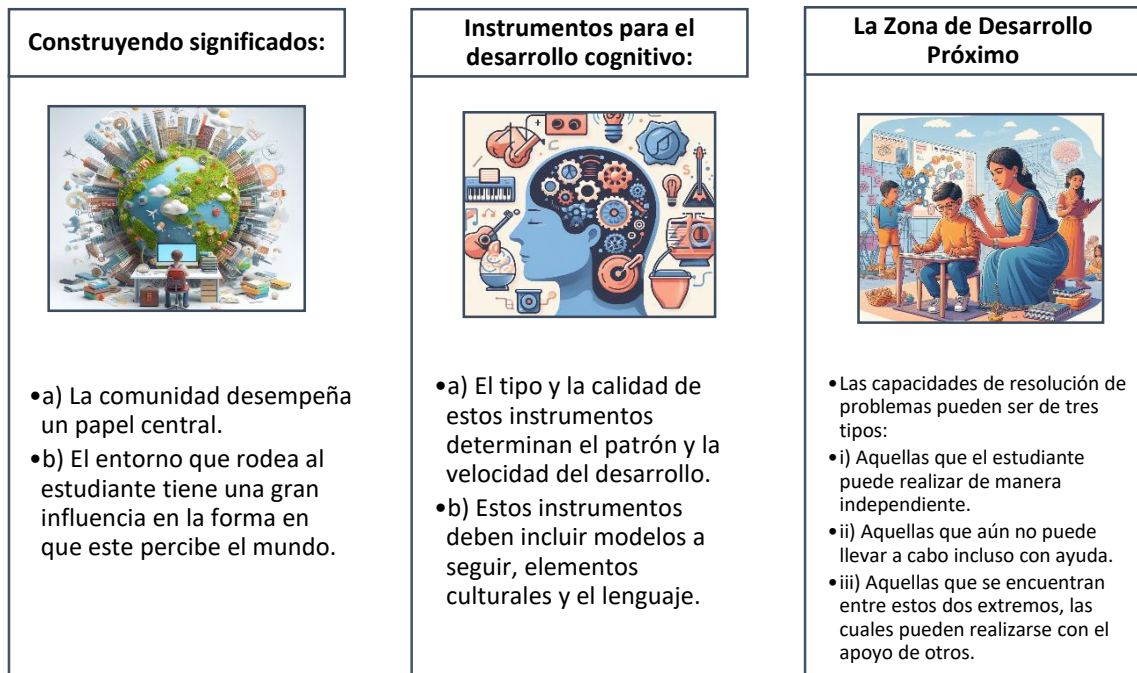 Construyendo significados:
•a) La comunidad desempeña
un papel central.
•b) El entorno que rodea al
estudiante tiene una gran
influencia en la forma en
que este percibe el mundo.
Instrumentos para el
desarrollo cognitivo:
•a) El tipo y la calidad de
estos instrumentos
determinan el patrón y la
velocidad del desarrollo.
•b) Estos instrumentos
deben incluir modelos a
seguir, elementos
culturales y el lenguaje.
La Zona de Desarrollo
Próximo
•Las capacidades de resolución de
problemas pueden ser de tres
tipos:
•i) Aquellas que el estudiante
puede realizar de manera
independiente.
•ii) Aquellas que aún no puede
llevar a cabo incluso con ayuda.
•iii) Aquellas que se encuentran
entre estos dos extremos, las
cuales pueden realizarse con el
apoyo de otros.